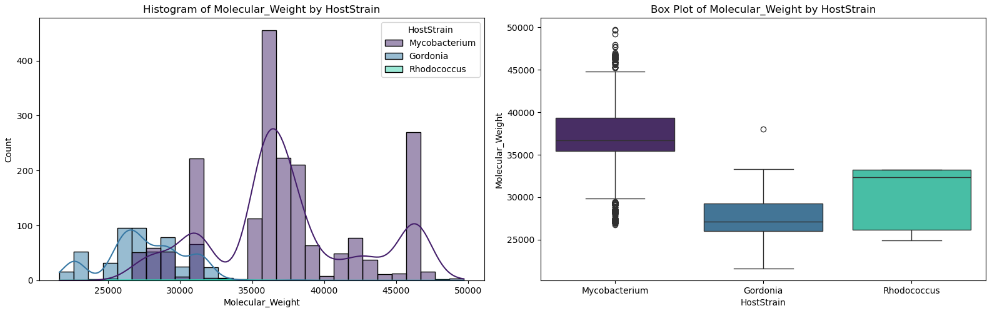 Histogram of Molecular_Weight by HostStrain
HostStrain
Mycobacterium
Gordonia
Rhodococcus
400
300
200
100
0
Count
25000
30000
35000
40000
45000
50000
Molecular_Weight
Box Plot of Molecular_Weight by HostStrain
50000
45000
40000
35000
30000
25000
Molecular_Weight
Mycobacterium
Gordonia
Rhodococcus
HostStrain